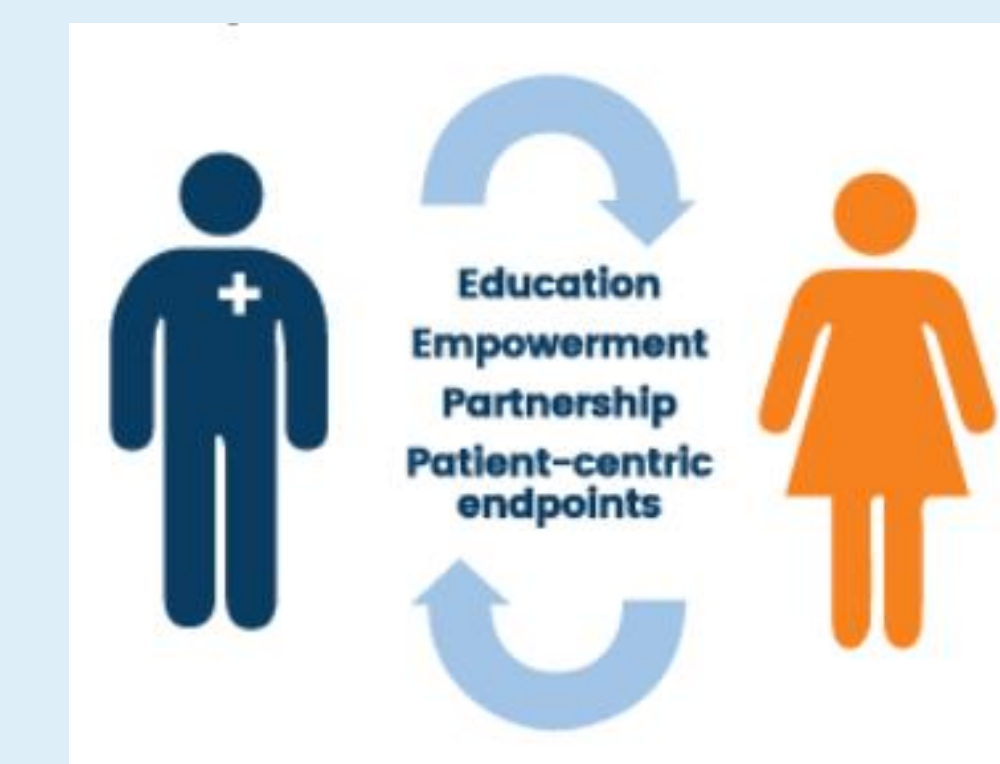 Education
Empowerment
Partnership
Patient-centric
endpoints